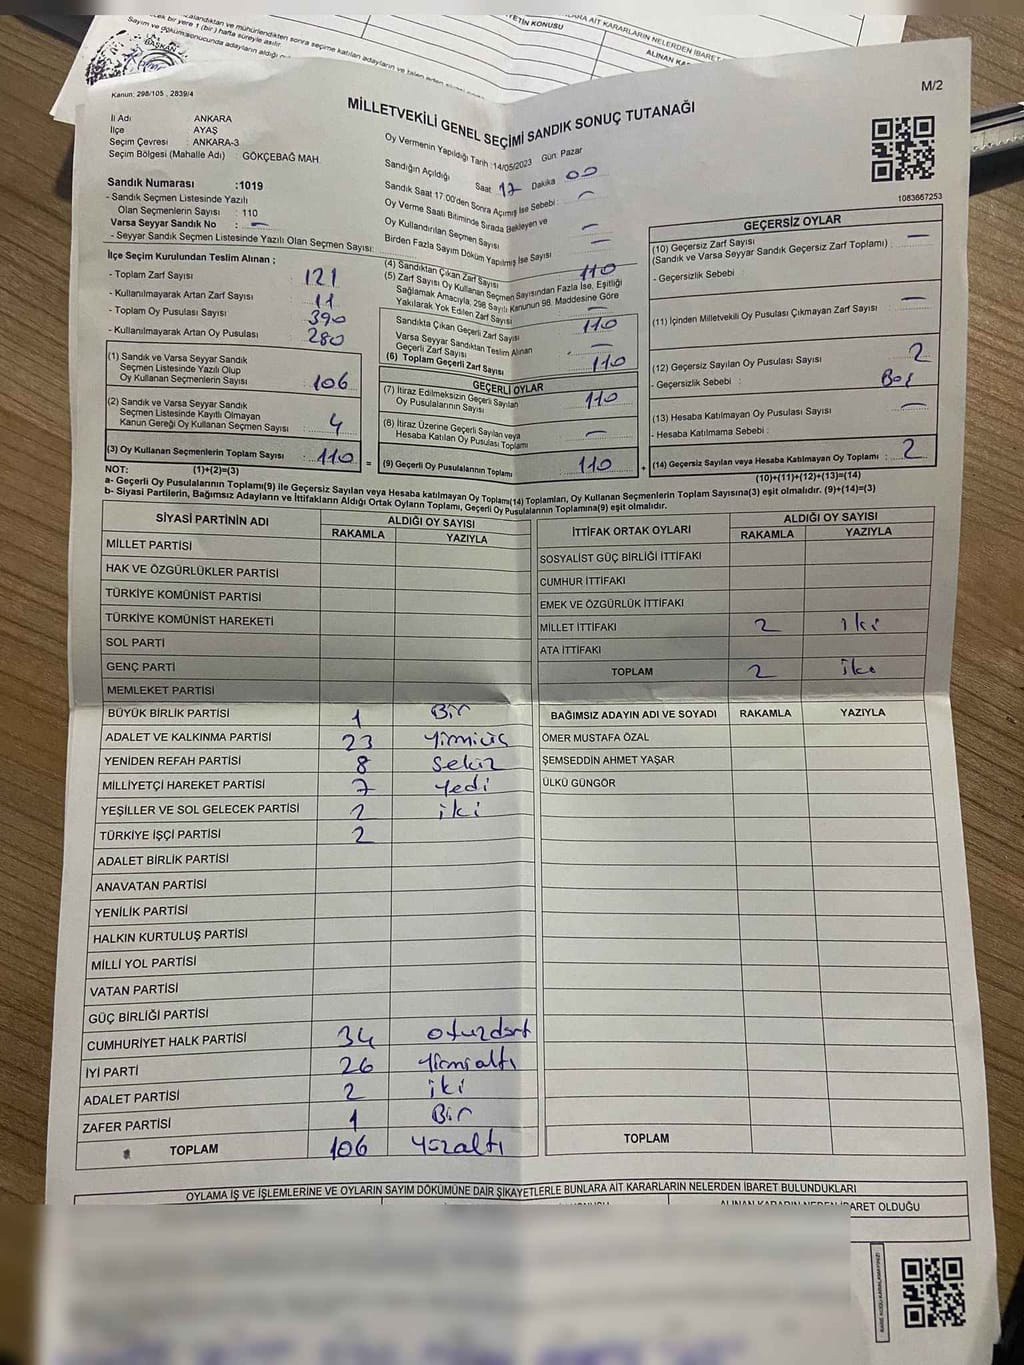 YETİN KONUSU
ALINAN
BAŞKAN
Kanun: 298/105 , 2839/4
M/2
MİLLETVEKİLİ GENEL SEÇİMİ SANDIK SONUÇ TUTANAĞI
İl Adı ANKARA
İlçe AYAŞ
Seçim Çevresi : ANKARA-3
Seçim Bölgesi (Mahalle Adı) GÖKÇEBAĞ MAH.
Oy Vermenin Yapıldığı Tarih :14/05/2023 Gün: Pazar
Sandığın Açıldığı Saat 17 Dakika 00
Sandık Saat 17:00'den Sonra Açımış İse Sebebi :
Oy Verme Saati Bitiminde Sırada Bekleyen ve
Oy Kullandırılan Seçmen Sayısı
Birden Fazla Sayım Döküm Yapılmış İse Sayısı
1083667253
Sandık Numarası :1019
- Sandık Seçmen Listesinde Yazılı
Olan Seçmenlerin Sayısı : 110
Varsa Seyyar Sandık No : -
- Seyyar Sandık Seçmen Listesinde Yazılı Olan Seçmen Sayısı:
İlçe Seçim Kurulundan Teslim Alınan ;
- Toplam Zarf Sayısı 121
- Kullanılmayarak Artan Zarf Sayısı 11
- Toplam Oy Pusulası Sayısı 390
- Kullanılmayarak Artan Oy Pusulası 280
(1) Sandık ve Varsa Seyyar Sandık
Seçmen Listesinde Yazılı Olup
Oy Kullanan Seçmenlerin Sayısı : 106
(2) Sandık ve Varsa Seyyar Sandık
Seçmen Listesinde Kayıtlı Olmayan
Kanun Gereği Oy Kullanan Seçmen Sayısı : 4
(3) Oy Kullanan Seçmenlerin Toplam Sayısı : 110
(4) Sandıktan Çıkan Zarf Sayısı 110
(5) Zarf Sayısı Oy Kullanan Seçmen Sayısından Fazla İse, Eşitliği
Sağlamak Amacıyla, 298 Sayılı Kanunun 98. Maddesine Göre
Yakılarak Yok Edilen Zarf Sayısı
Sandıkta Çıkan Geçerli Zarf Sayısı 110
Varsa Seyyar Sandıktan Teslim Alınan
Geçerli Zarf Sayısı -
(6) Toplam Geçerli Zarf Sayısı 110
GEÇERLİ OYLAR
(7) İtiraz Edilmeksizin Geçerli Sayılan
Oy Pusulalarının Sayısı 110
(8) İtiraz Üzerine Geçerli Sayılan veya
Hesaba Katılan Oy Pusulası Toplamı -
= (9) Geçerli Oy Pusulalarının Toplamı 110 +
GEÇERSİZ OYLAR
(10) Geçersiz Zarf Sayısı -
(Sandık ve Varsa Seyyar Sandık Geçersiz Zarf Toplamı) :
- Geçersizlik Sebebi :
(11) İçinden Milletvekili Oy Pusulası Çıkmayan Zarf Sayısı : -
(12) Geçersiz Sayılan Oy Pusulası Sayısı : 2
- Geçersizlik Sebebi : Boş
(13) Hesaba Katılmayan Oy Pusulası Sayısı : -
- Hesaba Katılmama Sebebi :
(14) Geçersiz Sayılan veya Hesaba Katılmayan Oy Toplamı : 2
NOT: (1)+(2)=(3)
(10)+(11)+(12)+(13)=(14)
a- Geçerli Oy Pusulalarının Toplamı(9) ile Geçersiz Sayılan veya Hesaba katılmayan Oy Toplamı(14) Toplamları, Oy Kullanan Seçmenlerin Toplam Sayısına(3) eşit olmalıdır. (9)+(14)=(3)
b- Siyasi Partilerin, Bağımsız Adayların ve İttifakların Aldığı Ortak Oyların Toplamı, Geçerli Oy Pusulalarının Toplamına(9) eşit olmalıdır.
SİYASİ PARTİNİN ADI ALDIĞI OY SAYISI
RAKAMLA YAZIYLA
MİLLET PARTİSİ
HAK VE ÖZGÜRLÜKLER PARTİSİ
TÜRKİYE KOMÜNİST PARTİSİ
TÜRKİYE KOMÜNİST HAREKETİ
SOL PARTİ
GENÇ PARTİ
MEMLEKET PARTİSİ
BÜYÜK BİRLİK PARTİSİ 1 Bir
ADALET VE KALKINMA PARTİSİ 23 Yirmiüç
YENİDEN REFAH PARTİSİ 8 Sekiz
MİLLİYETÇİ HAREKET PARTİSİ 7 Yedi
YEŞİLLER VE SOL GELECEK PARTİSİ 2 iki
TÜRKİYE İŞÇİ PARTİSİ 2
ADALET BİRLİK PARTİSİ
ANAVATAN PARTİSİ
YENİLİK PARTİSİ
HALKIN KURTULUŞ PARTİSİ
MİLLİ YOL PARTİSİ
VATAN PARTİSİ
GÜÇ BİRLİĞİ PARTİSİ
CUMHURİYET HALK PARTİSİ 34 otuzdört
İYİ PARTİ 26 Yirmialtı
ADALET PARTİSİ 2 iki
ZAFER PARTİSİ 1 Bir
TOPLAM 106 Yüzaltı
İTTİFAK ORTAK OYLARI ALDIĞI OY SAYISI
RAKAMLA YAZIYLA
SOSYALİST GÜÇ BİRLİĞİ İTTİFAKI
CUMHUR İTTİFAKI
EMEK VE ÖZGÜRLÜK İTTİFAKI
MİLLET İTTİFAKI 2 iki
ATA İTTİFAKI
TOPLAM 2 iki
BAĞIMSIZ ADAYIN ADI VE SOYADI RAKAMLA YAZIYLA
ÖMER MUSTAFA ÖZAL
ŞEMSEDDİN AHMET YAŞAR
ÜLKÜ GÜNGÖR
TOPLAM
OYLAMA İŞ VE İŞLEMLERİNE VE OYLARIN SAYIM DÖKÜMÜNE DAİR ŞİKAYETLERLE BUNLARA AİT KARARLARIN NELERDEN İBARET BULUNDUKLARI
ALINAN KARARIN NEDEN İBARET OLDUĞU